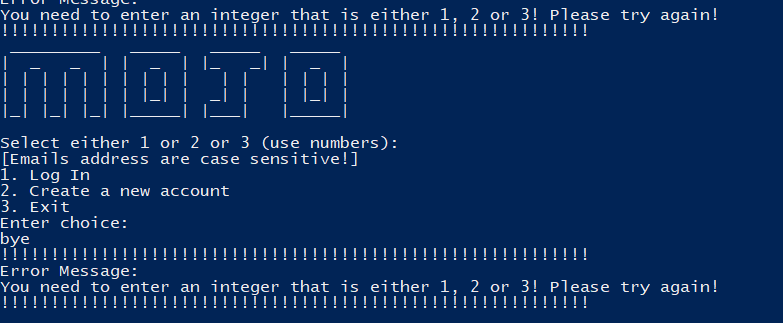 Error Message:
You need to enter an integer that is either 1, 2 or 3! Please try again!
!!!!!!!!!!!!!!!!!!!!!!!!!!!!!!!!!!!!!!!!!!!!!!!!!!!!!!!!!!!
MOJO
Select either 1 or 2 or 3 (use numbers):
[Emails address are case sensitive!]
1. Log In
2. Create a new account
3. Exit
Enter choice:
bye
!!!!!!!!!!!!!!!!!!!!!!!!!!!!!!!!!!!!!!!!!!!!!!!!!!!!!!!!!!!
Error Message:
You need to enter an integer that is either 1, 2 or 3! Please try again!
!!!!!!!!!!!!!!!!!!!!!!!!!!!!!!!!!!!!!!!!!!!!!!!!!!!!!!!!!!!